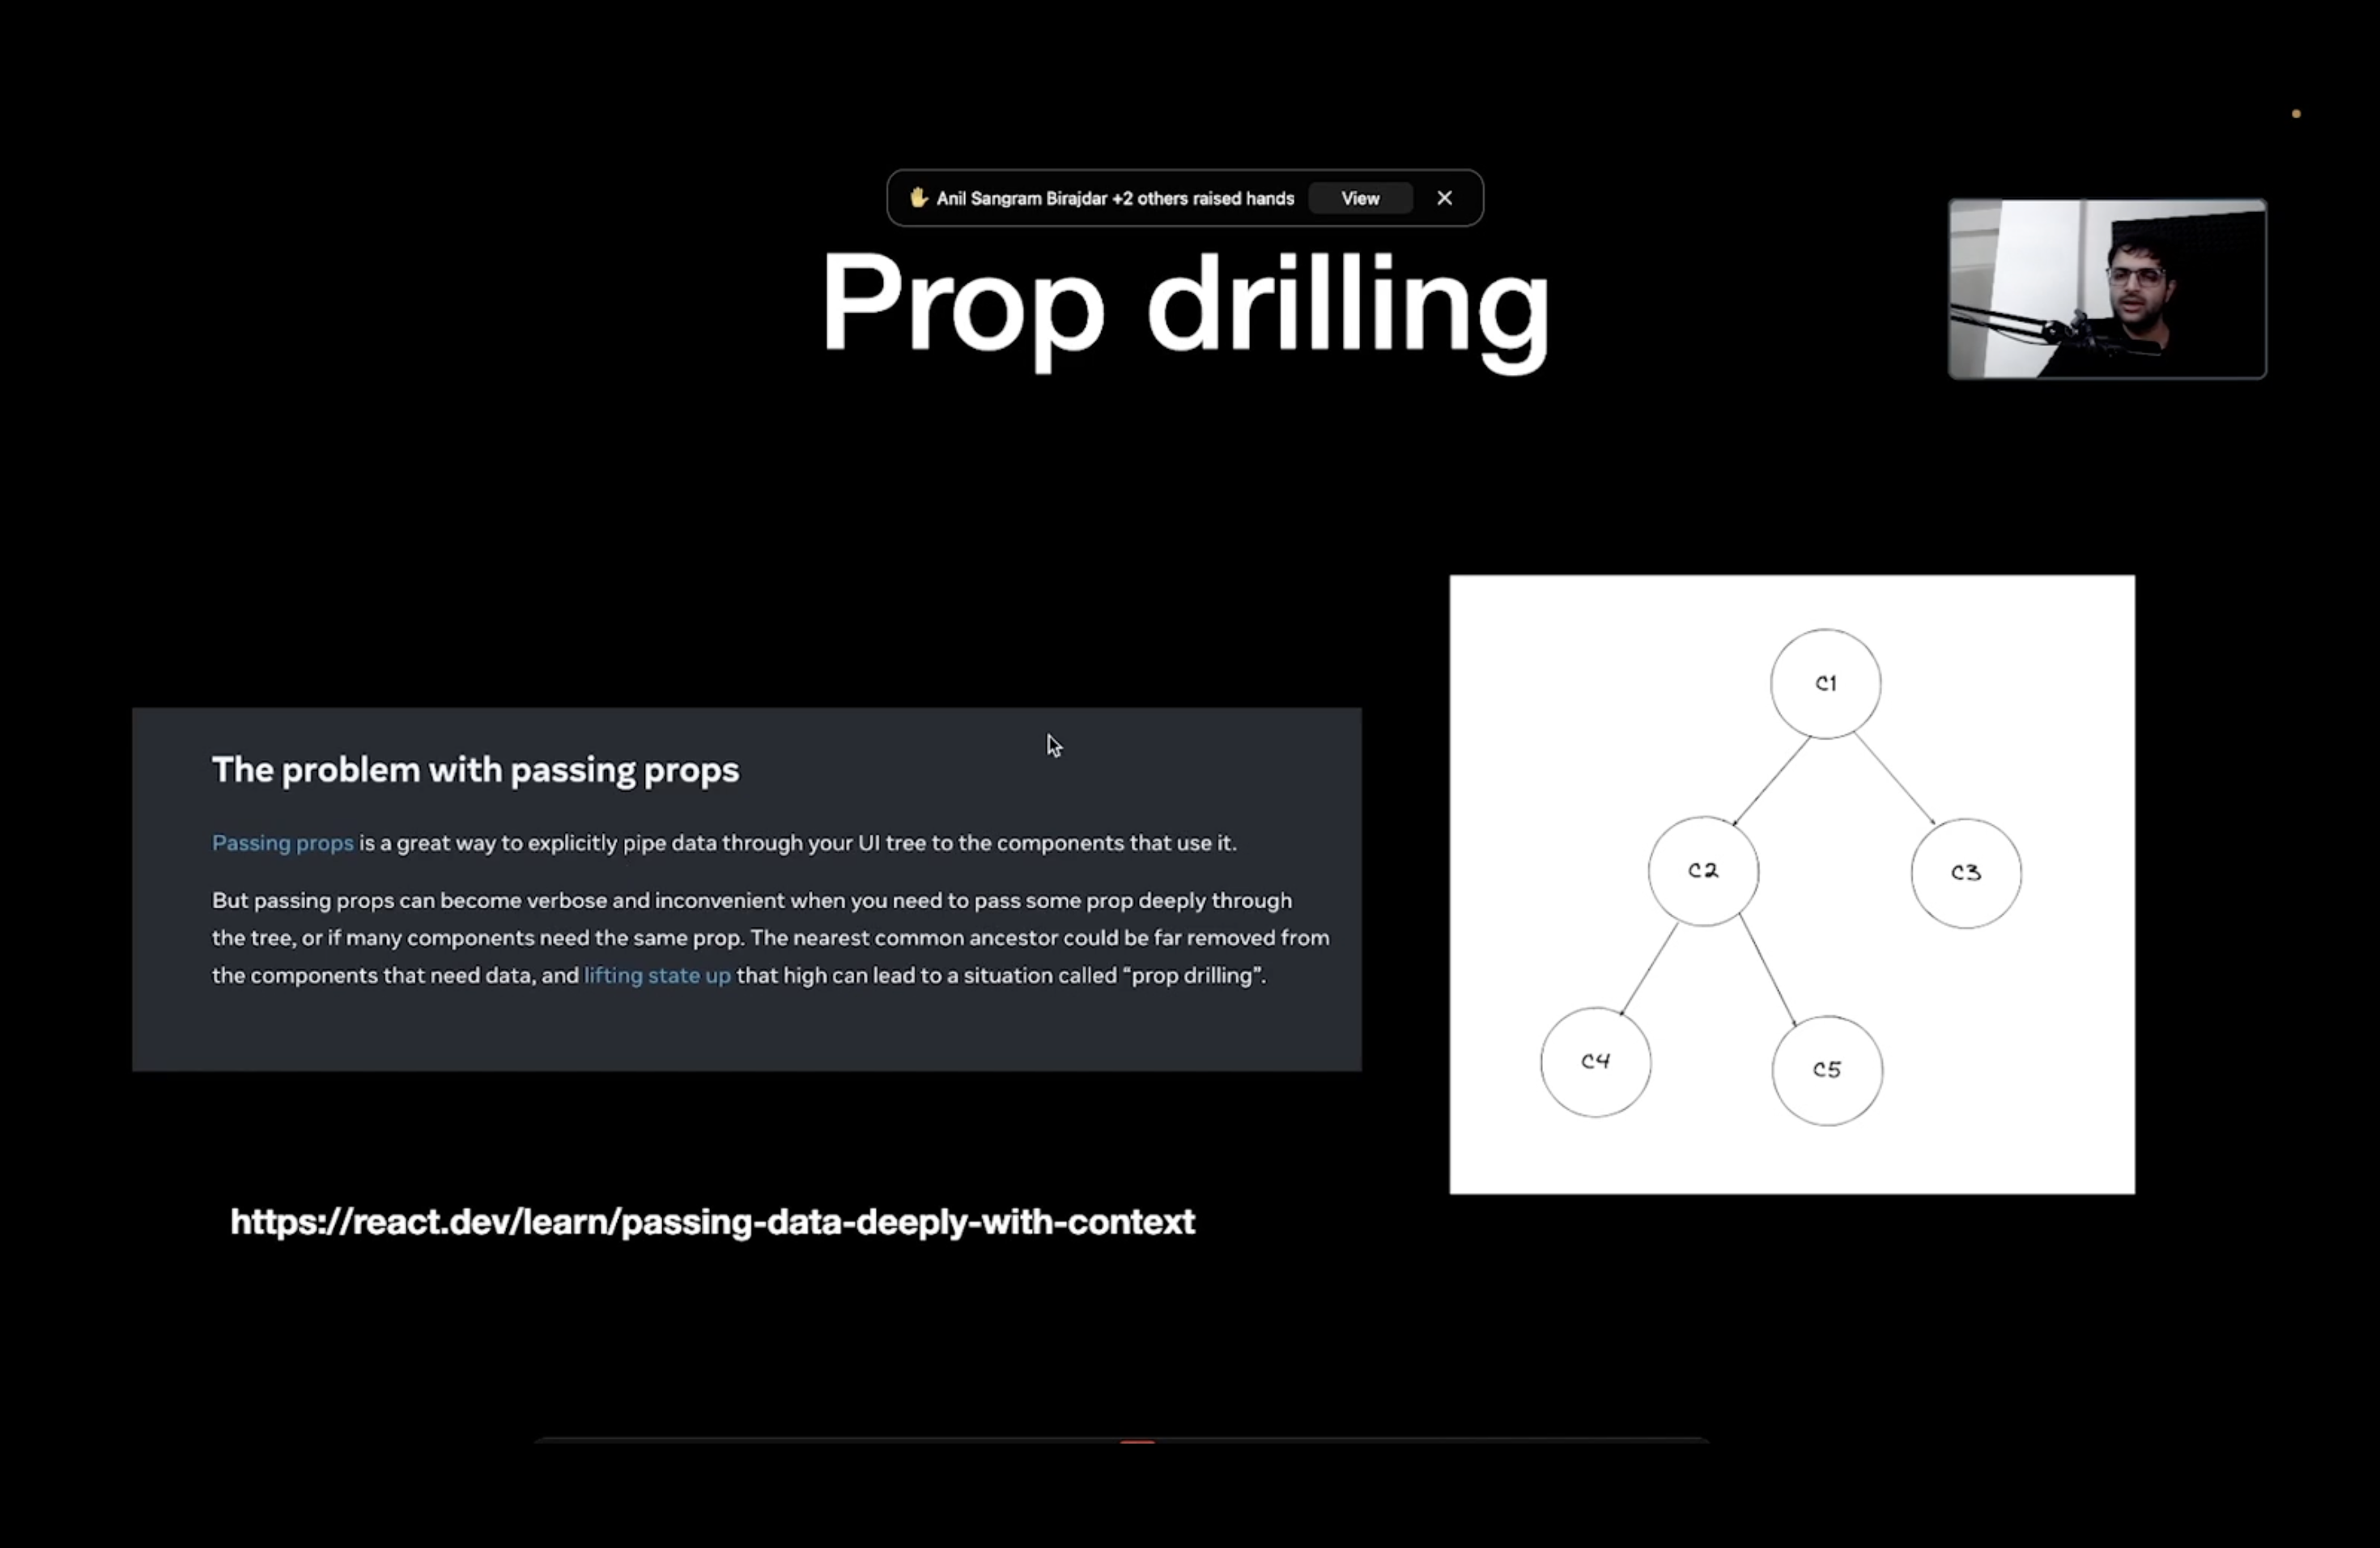 Anil Sangram Birajdar +2 others raised hands View
Prop drilling
The problem with passing props
Passing props is a great way to explicitly pipe data through your UI tree to the components that use it.
But passing props can become verbose and inconvenient when you need to pass some prop deeply through
the tree, or if many components need the same prop. The nearest common ancestor could be far removed from
the components that need data, and lifting state up that high can lead to a situation called “prop drilling”.
https://react.dev/learn/passing-data-deeply-with-context
C1
C2
C3
C4
C5